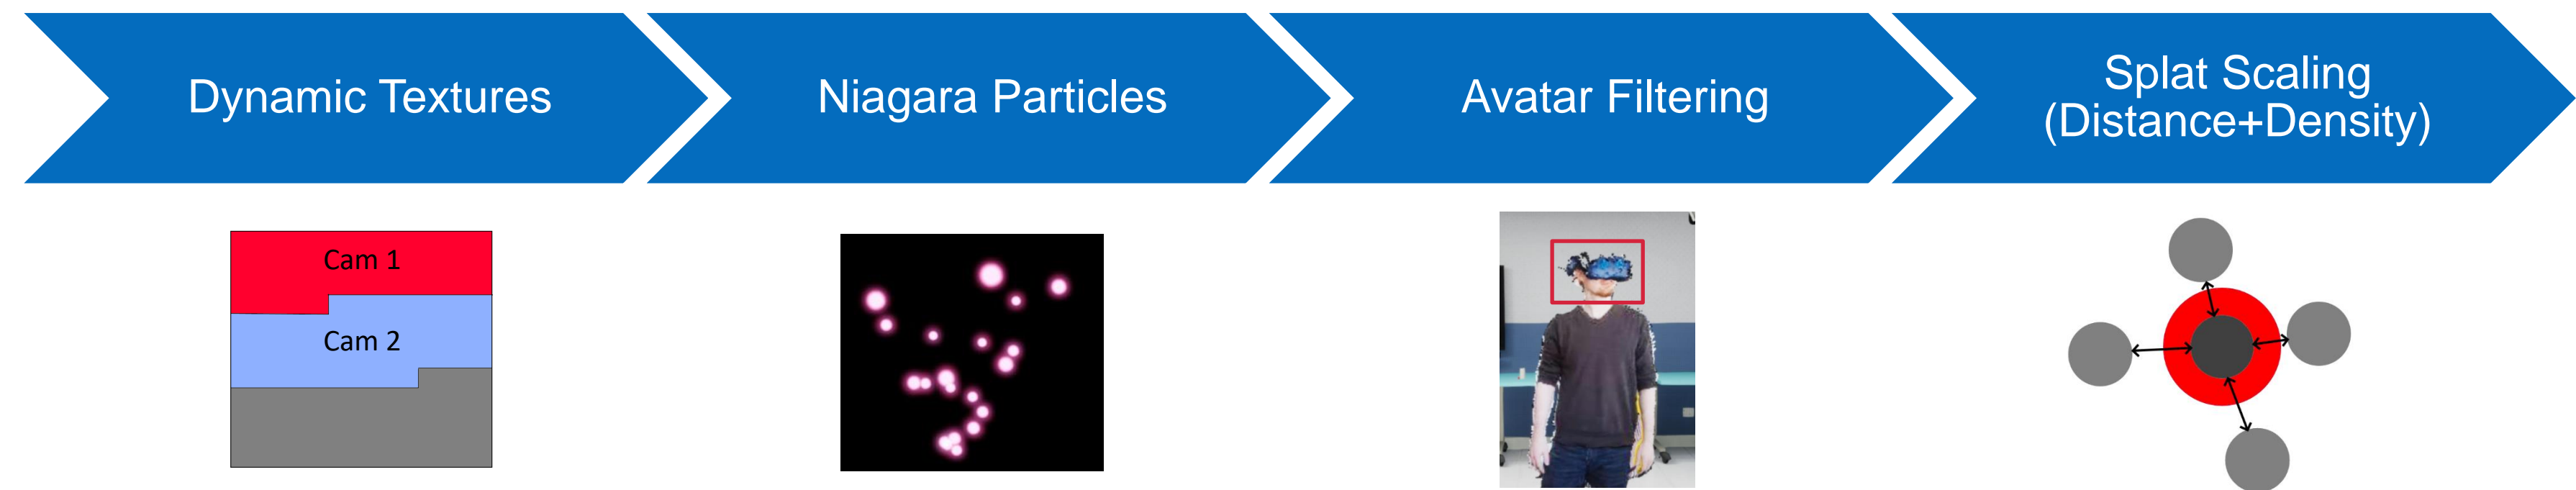 Dynamic Textures
Niagara Particles
Avatar Filtering
Splat Scaling
(Distance+Density)
Cam 1
Cam 2